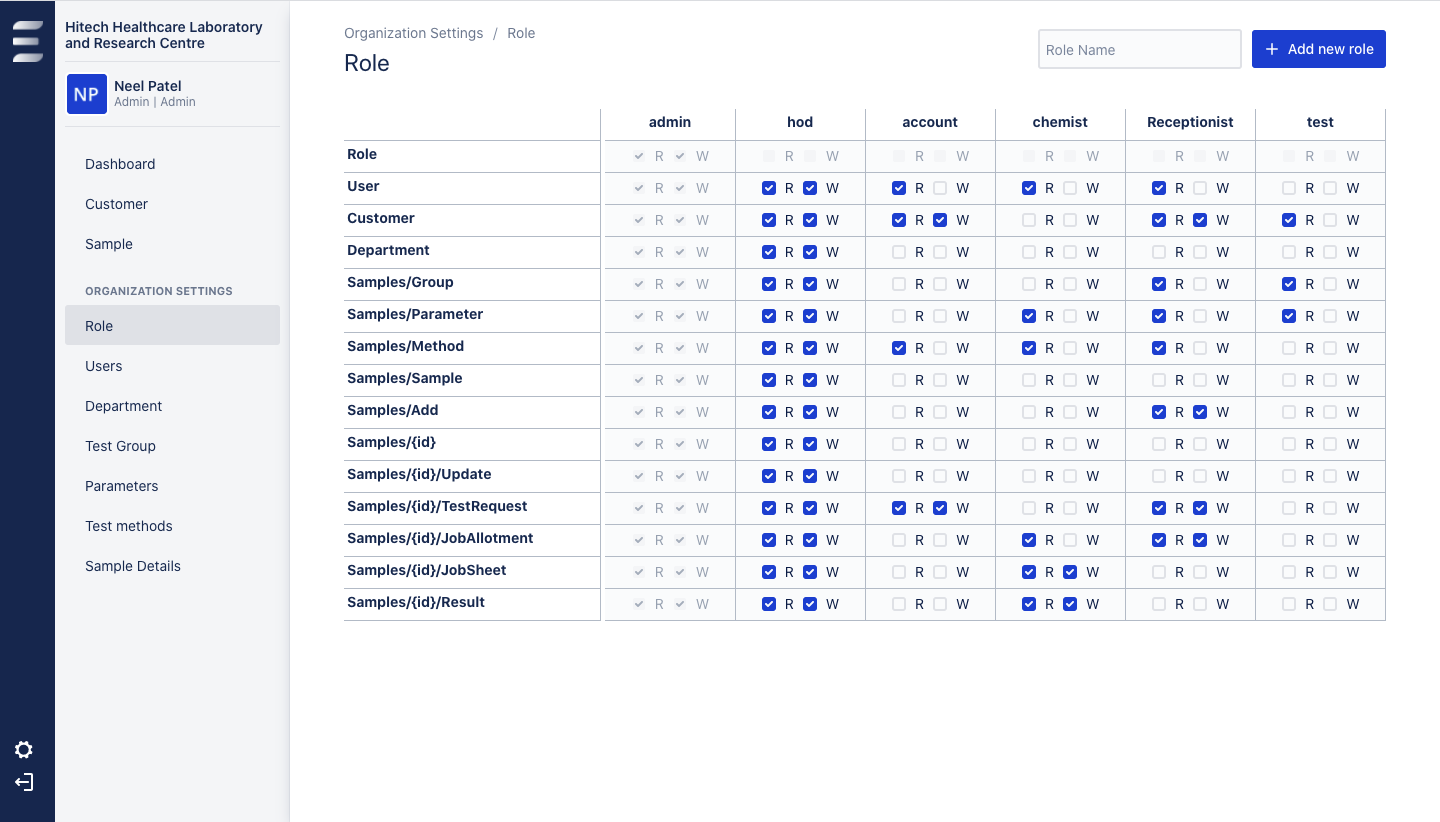 Hitech Healthcare Laboratory
and Research Centre
NP
Neel Patel
Admin | Admin
Dashboard
Customer
Sample
ORGANIZATION SETTINGS
Role
Users
Department
Test Group
Parameters
Test methods
Sample Details
Organization Settings / Role
Role
Role Name
+ Add new role
admin hod account chemist Receptionist test
Role R W R W R W R W R W R W
User R W R W R W R W R W R W
Customer R W R W R W R W R W R W
Department R W R W R W R W R W R W
Samples/Group R W R W R W R W R W R W
Samples/Parameter R W R W R W R W R W R W
Samples/Method R W R W R W R W R W R W
Samples/Sample R W R W R W R W R W R W
Samples/Add R W R W R W R W R W R W
Samples/{id} R W R W R W R W R W R W
Samples/{id}/Update R W R W R W R W R W R W
Samples/{id}/TestRequest R W R W R W R W R W R W
Samples/{id}/JobAllotment R W R W R W R W R W R W
Samples/{id}/JobSheet R W R W R W R W R W R W
Samples/{id}/Result R W R W R W R W R W R W